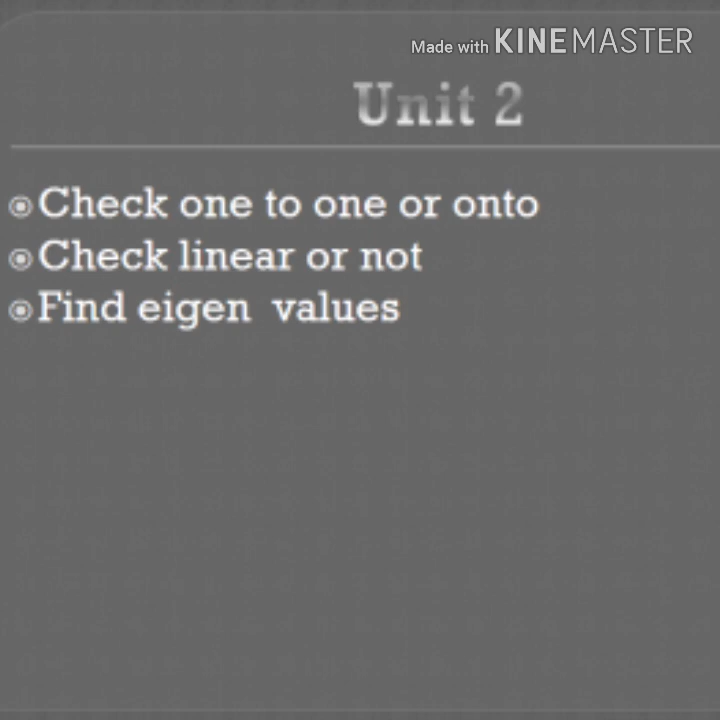 Made with KINEMASTER
Unit 2
Check one to one or onto
Check linear or not
Find eigen values